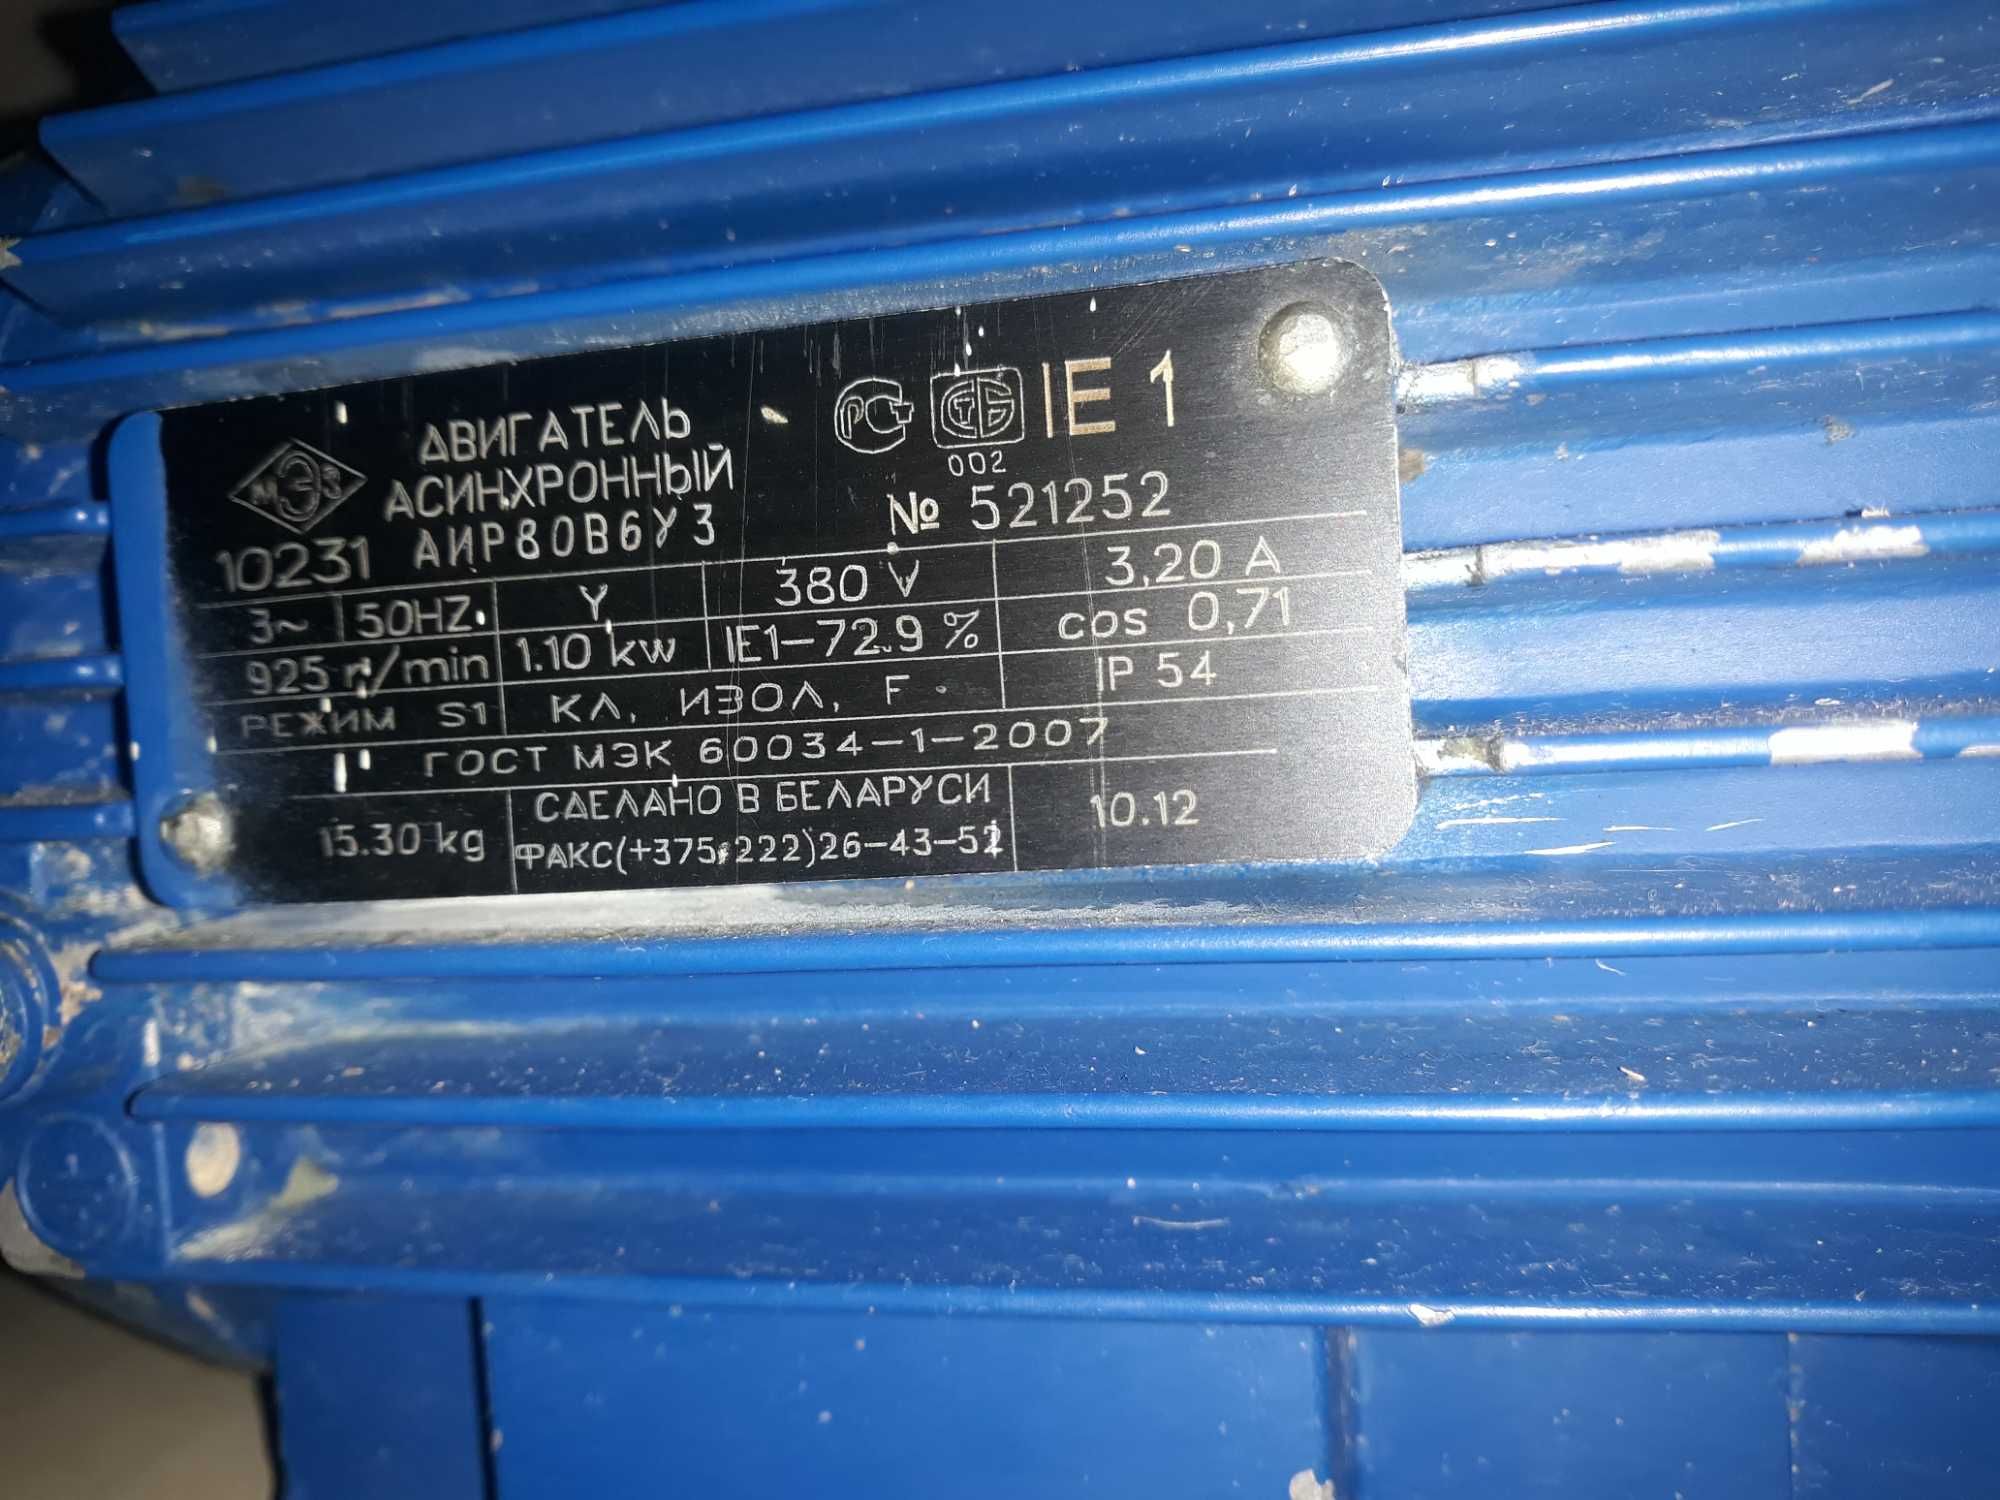 МЭЗ
ДВИГАТЕЛЬ
АСИНХРОННЫЙ
10231 АИР80В6У3
РСТ СТБ IE 1
002
№ 521252
3~ 50HZ. Y 380 V 3,20 A
925 r/min 1.10 kw IE1-72.9 % cos 0,71
РЕЖИМ S1 КЛ. ИЗОЛ. F IP 54
ГОСТ МЭК 60034-1-2007
15.30 kg СДЕЛАНО В БЕЛАРУСИ 10.12
ФАКС(+375,222)26-43-52